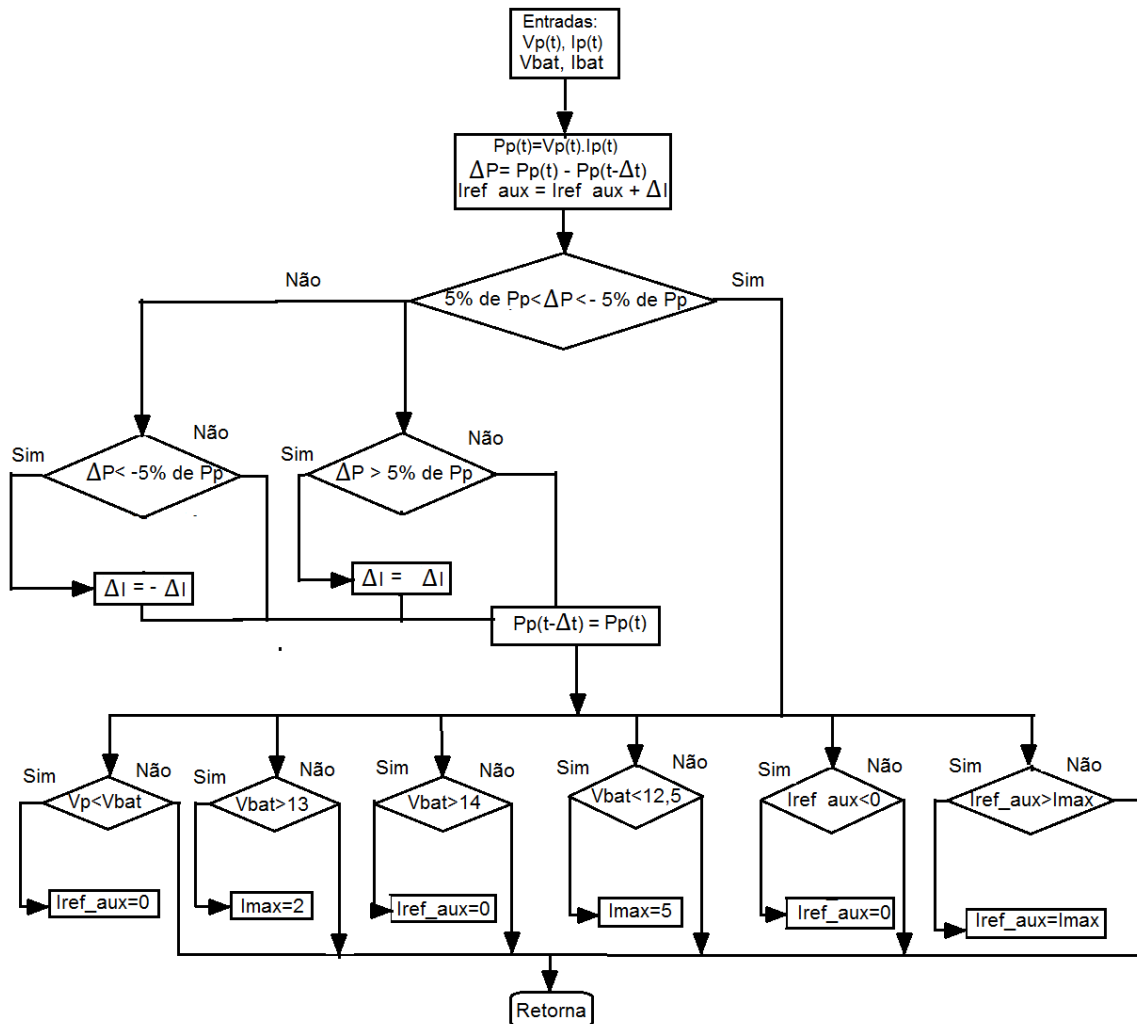 Entradas:
Vp(t), Ip(t)
Vbat, Ibat
Pp(t)=Vp(t).Ip(t)
ΔP= Pp(t) - Pp(t-Δt)
Iref aux = Iref aux + ΔI
Não
Sim
5% de Pp<ΔP<- 5% de Pp
Sim
Não
ΔP< -5% de Pp
Sim
Não
ΔP > 5% de Pp
ΔI = - ΔI
ΔI = ΔI
Pp(t-Δt) = Pp(t)
Sim
Não
Vp<Vbat
Sim
Não
Vbat>13
Sim
Não
Vbat>14
Sim
Não
Vbat<12,5
Sim
Não
Iref aux<0
Sim
Não
Iref_aux>Imax
Iref_aux=0
Imax=2
Iref_aux=0
Imax=5
Iref_aux=0
Iref_aux=Imax
Retorna